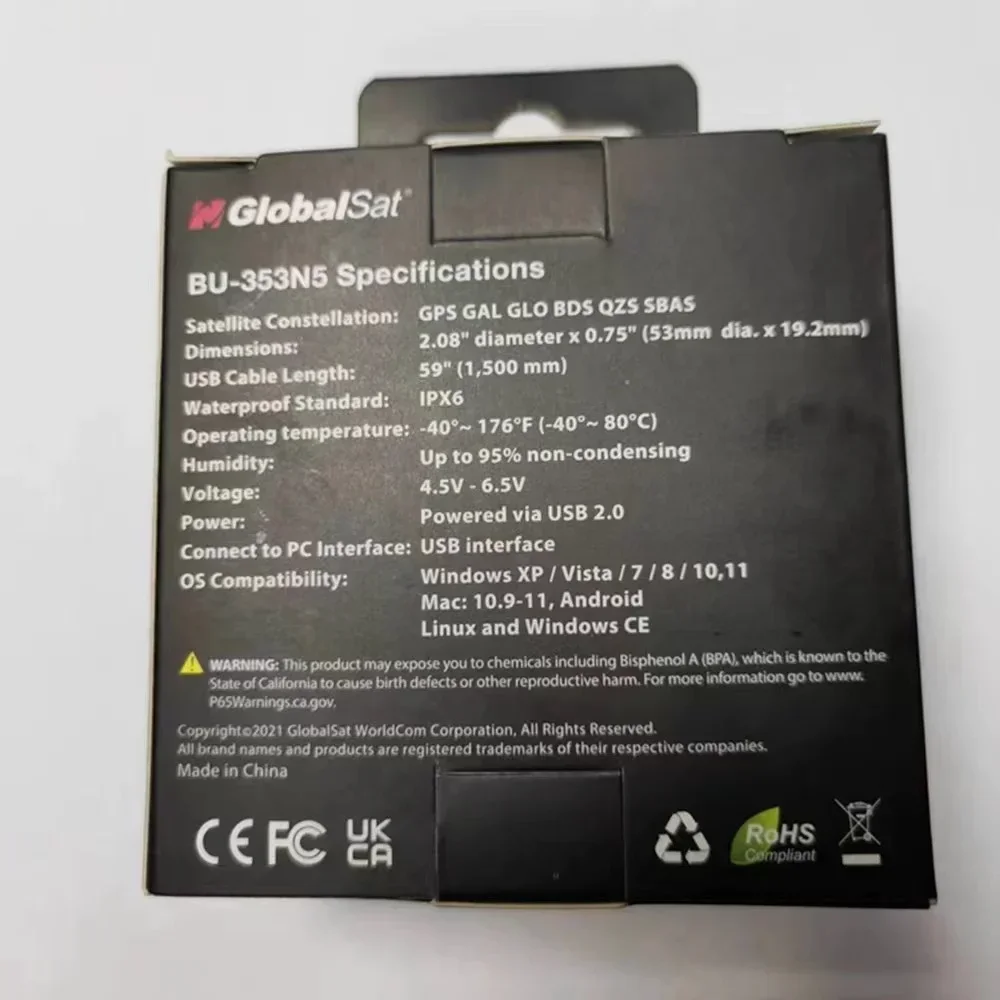 GlobalSat®
BU-353N5 Specifications
Satellite Constellation: GPS GAL GLO BDS QZS SBAS
Dimensions: 2.08" diameter x 0.75" (53mm dia. x 19.2mm)
USB Cable Length: 59" (1,500 mm)
Waterproof Standard: IPX6
Operating temperature: -40°~ 176°F (-40°~ 80°C)
Humidity: Up to 95% non-condensing
Voltage: 4.5V - 6.5V
Power: Powered via USB 2.0
Connect to PC Interface: USB interface
OS Compatibility: Windows XP / Vista / 7 / 8 / 10,11
Mac: 10.9-11, Android
Linux and Windows CE
WARNING: This product may expose you to chemicals including Bisphenol A (BPA), which is known to the
State of California to cause birth defects or other reproductive harm. For more information go to www.
P65Warnings.ca.gov.
Copyright©2021 GlobalSat WorldCom Corporation, All Rights Reserved.
All brand names and products are registered trademarks of their respective companies.
Made in China
CE FC UK
CA
RoHS
Compliant